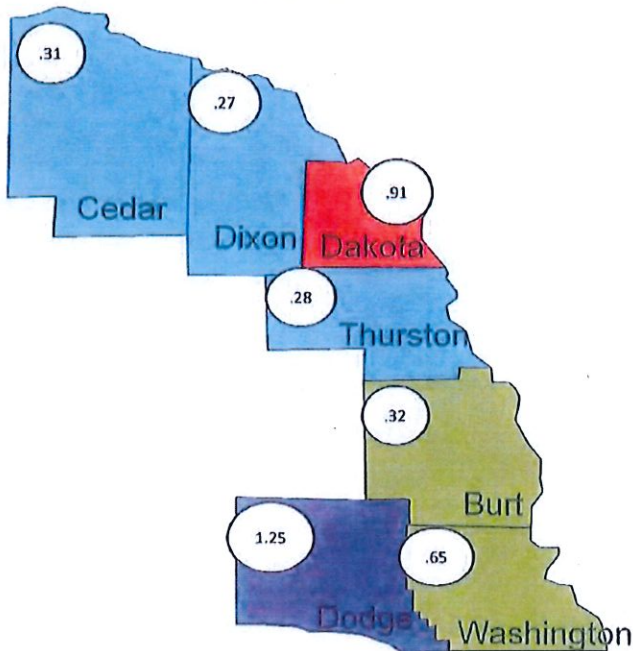 .31
.27
.91
Cedar
Dixon
Dakota
.28
Thurston
.32
Burt
1.25
.65
Dodge
Washington